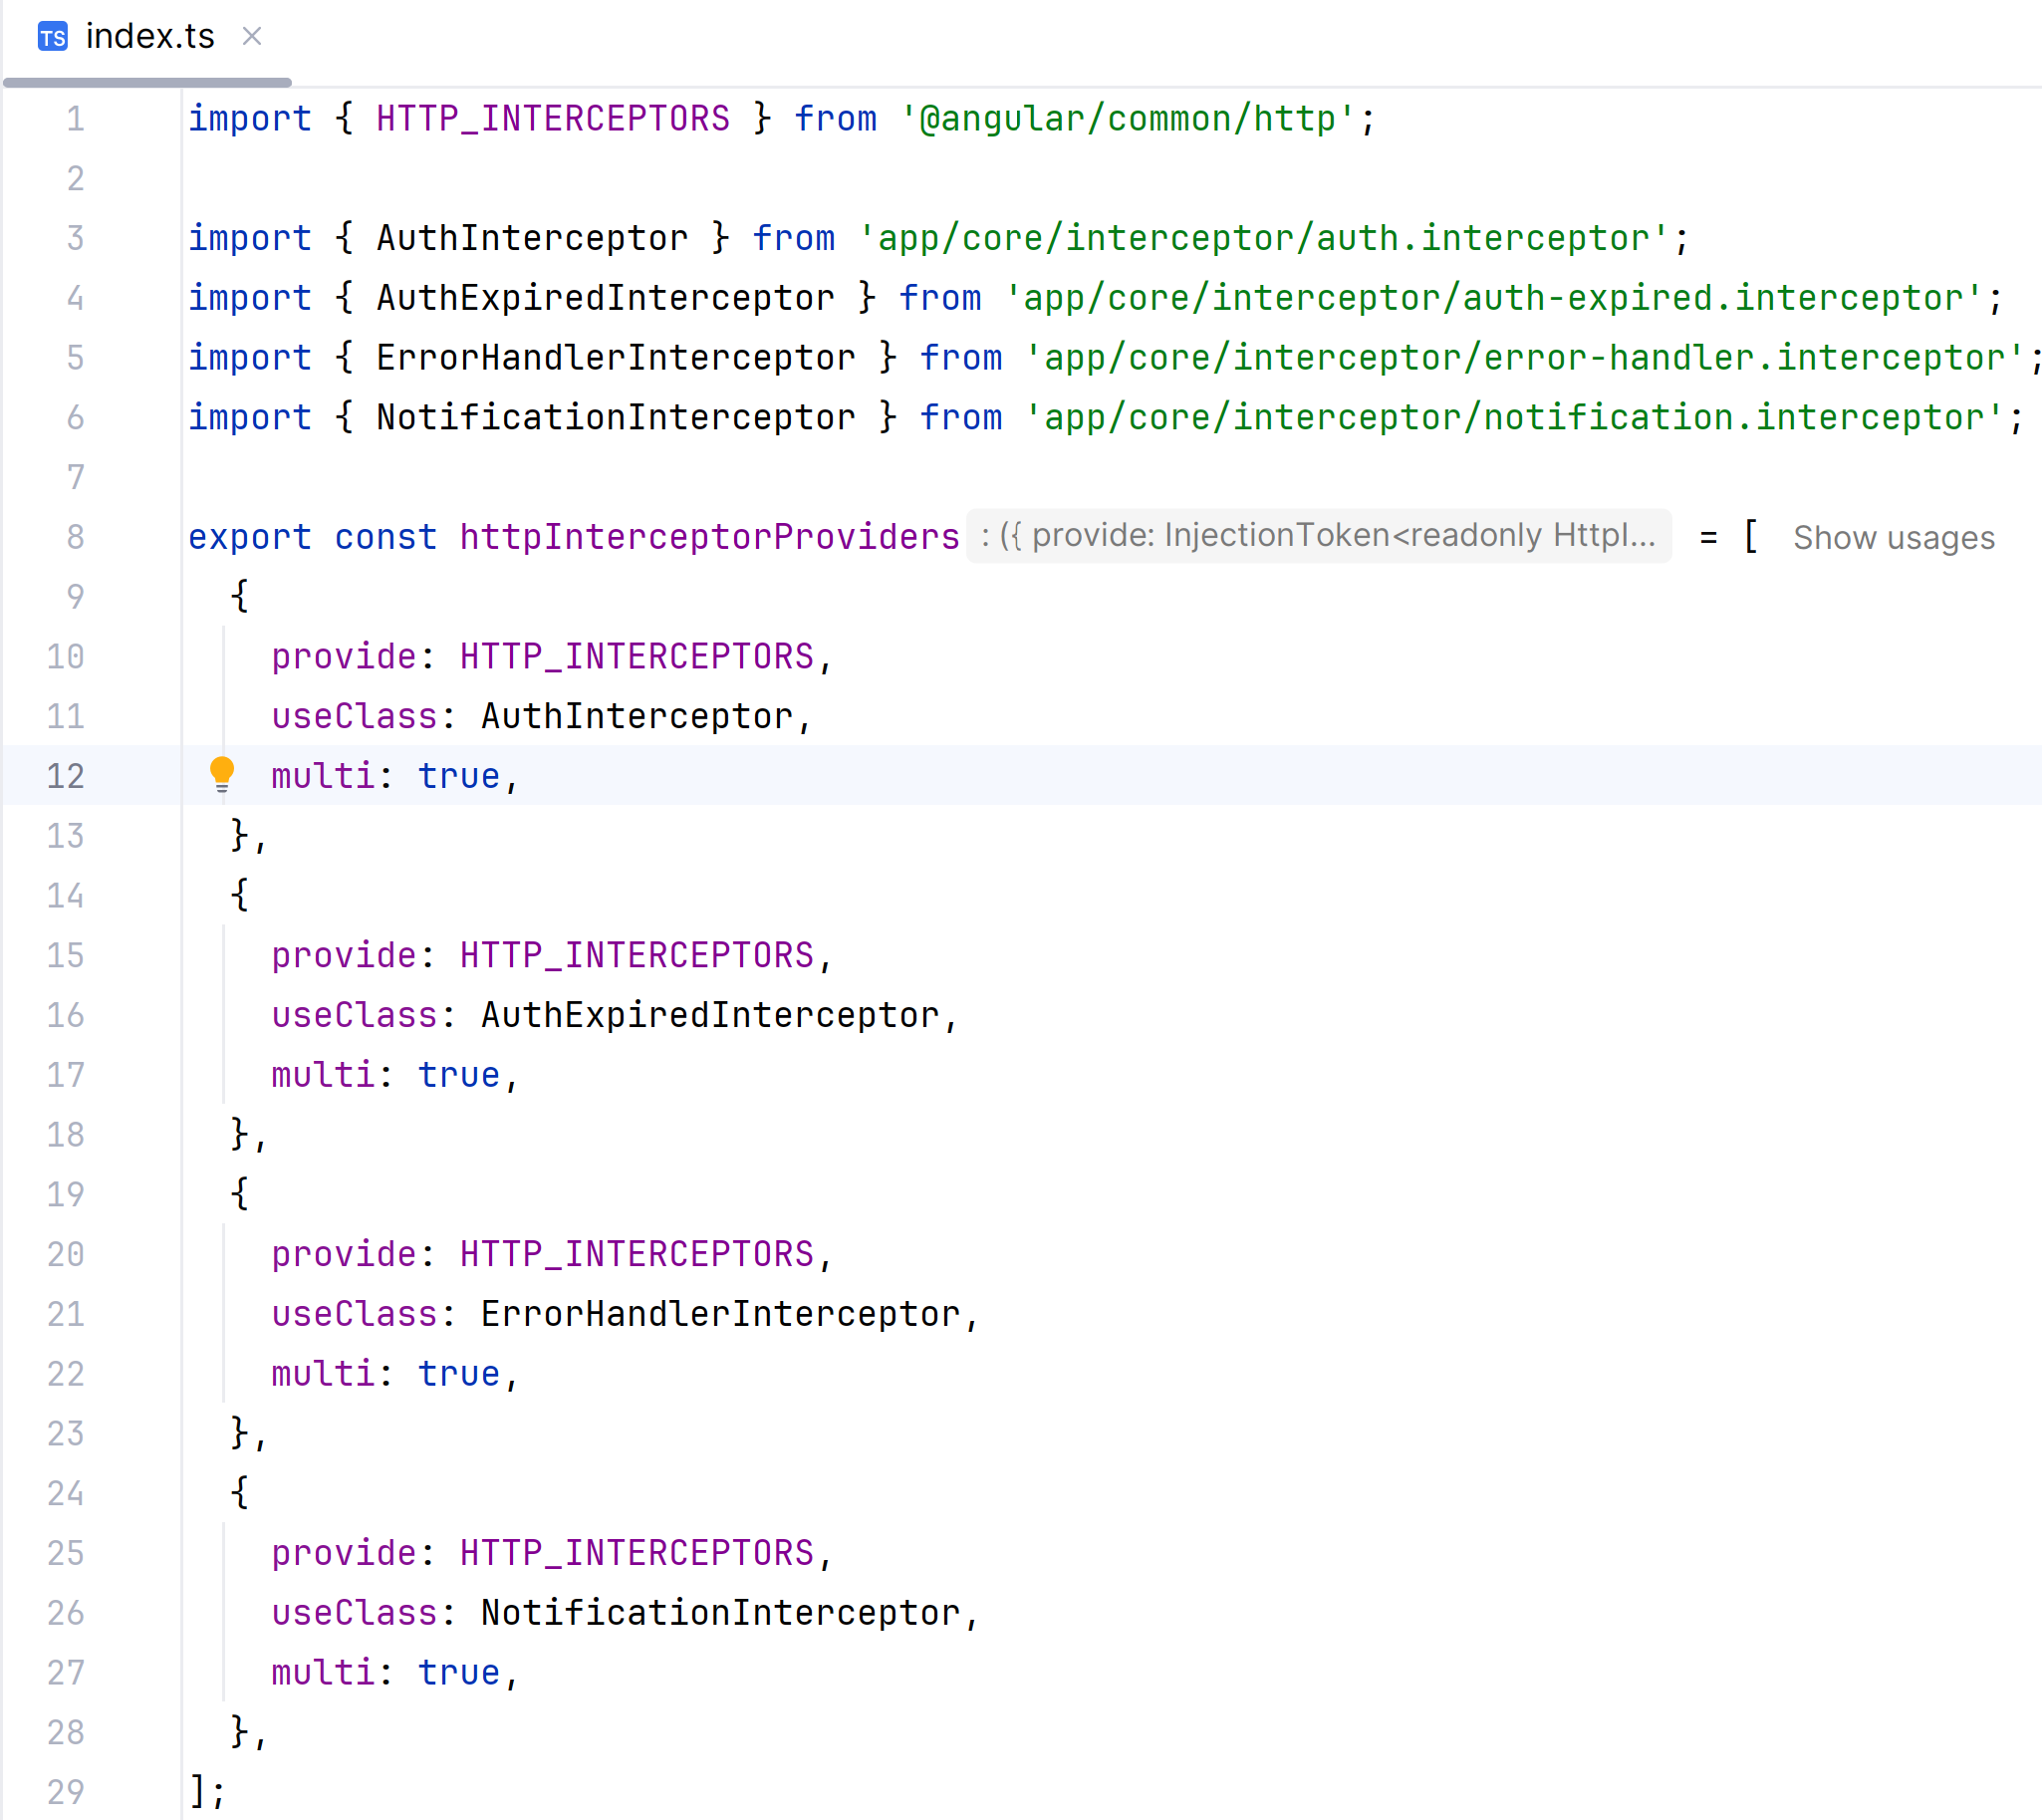 TS index.ts ×
1 import { HTTP_INTERCEPTORS } from '@angular/common/http';
2
3 import { AuthInterceptor } from 'app/core/interceptor/auth.interceptor';
4 import { AuthExpiredInterceptor } from 'app/core/interceptor/auth-expired.interceptor';
5 import { ErrorHandlerInterceptor } from 'app/core/interceptor/error-handler.interceptor';
6 import { NotificationInterceptor } from 'app/core/interceptor/notification.interceptor';
7
8 export const httpInterceptorProviders : ({ provide: InjectionToken<readonly HttpI... = [ Show usages
9 {
10 provide: HTTP_INTERCEPTORS,
11 useClass: AuthInterceptor,
12 multi: true,
13 },
14 {
15 provide: HTTP_INTERCEPTORS,
16 useClass: AuthExpiredInterceptor,
17 multi: true,
18 },
19 {
20 provide: HTTP_INTERCEPTORS,
21 useClass: ErrorHandlerInterceptor,
22 multi: true,
23 },
24 {
25 provide: HTTP_INTERCEPTORS,
26 useClass: NotificationInterceptor,
27 multi: true,
28 },
29 ];